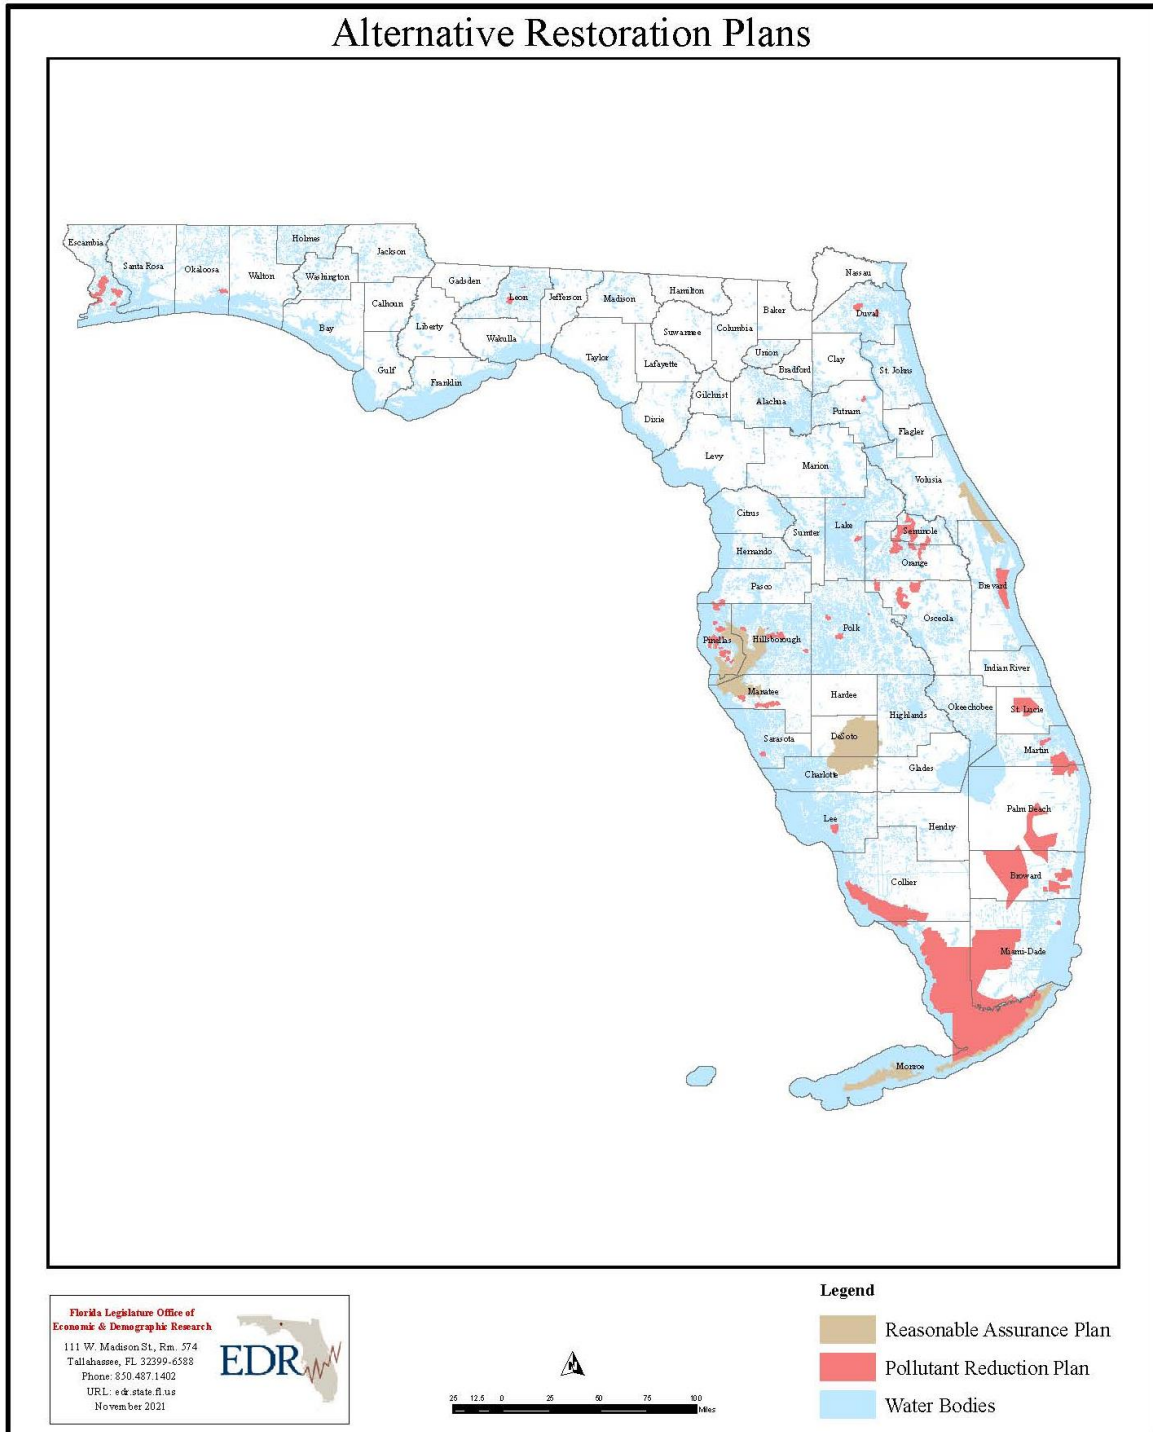 Alternative Restoration Plans
Escambia
Santa Rosa
Okaloosa
Walton
Holmes
Washington
Jackson
Bay
Calhoun
Gulf
Gadsden
Liberty
Franklin
Leon
Wakulla
Jefferson
Madison
Taylor
Hamilton
Suwannee
Lafayette
Dixie
Columbia
Gilchrist
Baker
Union
Bradford
Alachua
Levy
Nassau
Duval
Clay
St. Johns
Putnam
Flagler
Marion
Volusia
Citrus
Sumter
Lake
Seminole
Hernando
Orange
Pasco
Brevard
Osceola
Pinellas
Hillsborough
Polk
Indian River
Manatee
Hardee
Highlands
Okeechobee
St. Lucie
Sarasota
DeSoto
Martin
Charlotte
Glades
Lee
Hendry
Palm Beach
Collier
Broward
Miami-Dade
Monroe
Florida Legislature Office of
Economic & Demographic Research
111 W. Madison St., Rm. 574
Tallahassee, FL 32399-6588
Phone: 850.487.1402
URL: edr.state.fl.us
November 2021
EDR
N
25 12.5 0 25 50 75 100
Miles
Legend
Reasonable Assurance Plan
Pollutant Reduction Plan
Water Bodies